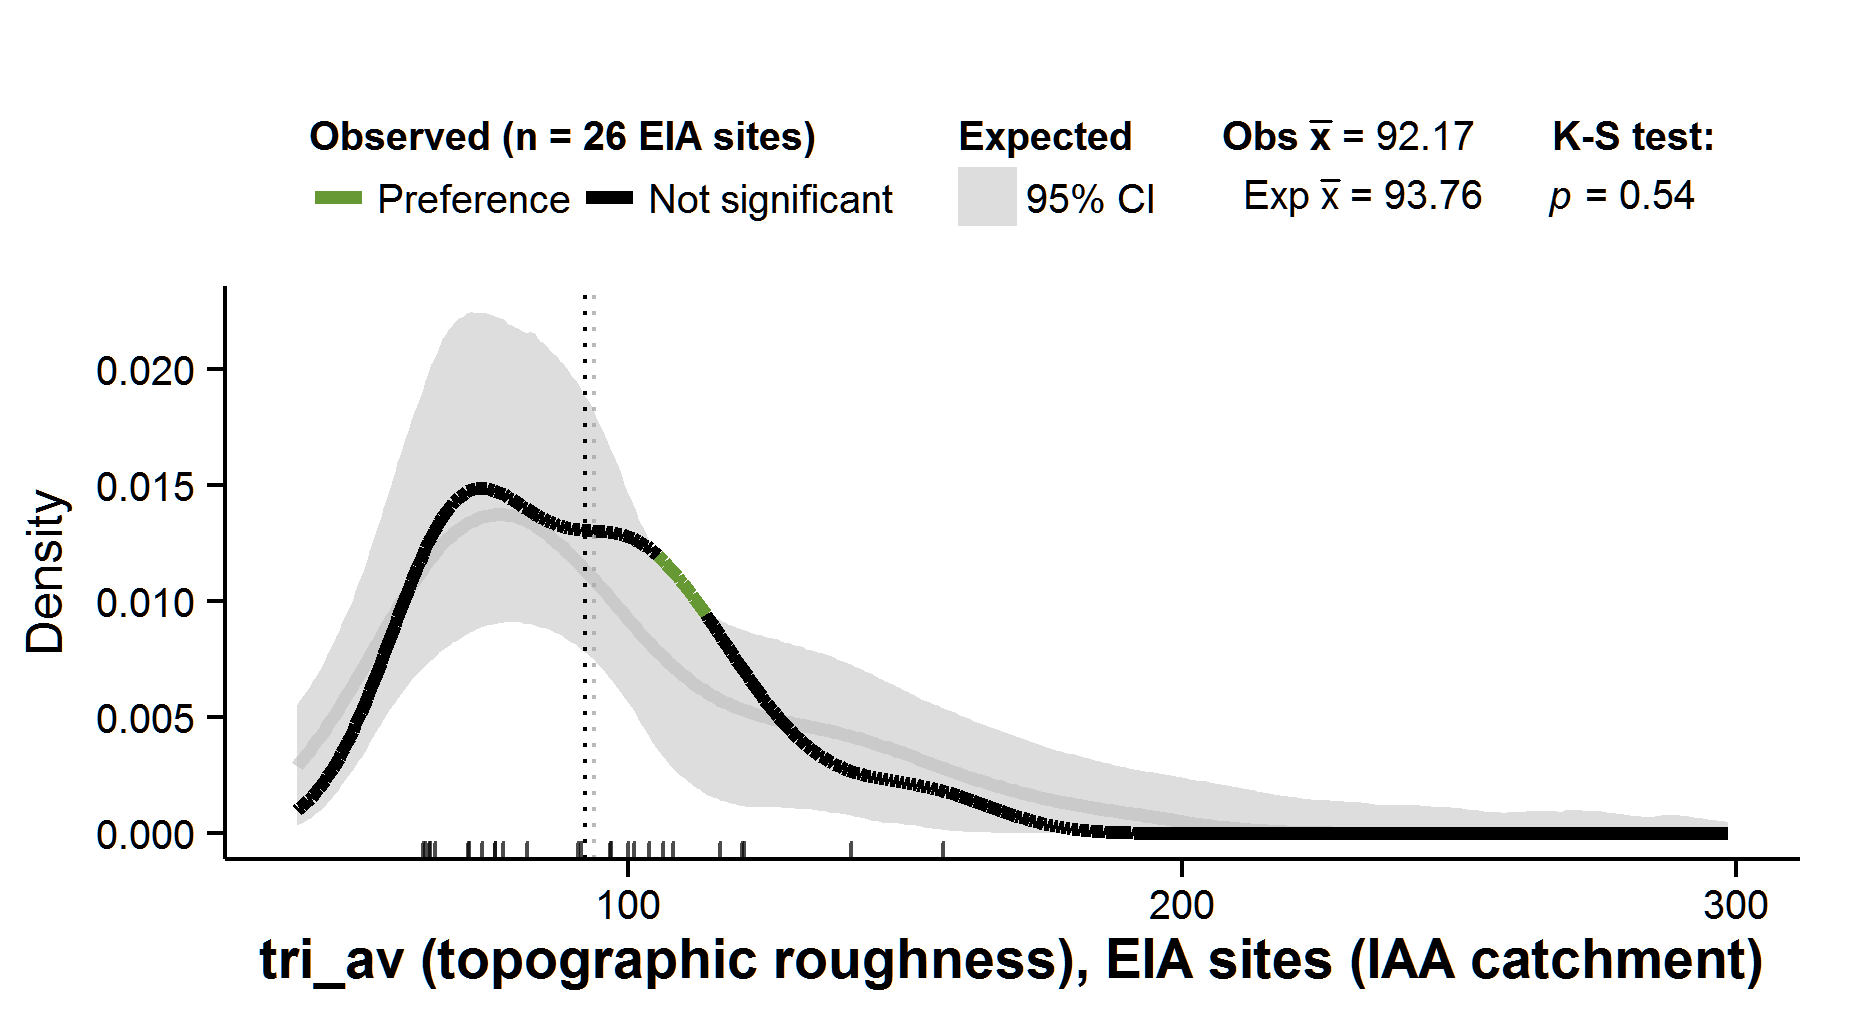 Observed (n = 26 EIA sites) Expected Obs x̅ = 92.17 K-S test:
Preference Not significant 95% CI Exp x̅ = 93.76 p = 0.54
0.020
0.015
0.010
0.005
0.000
Density
100 200 300
tri_av (topographic roughness), EIA sites (IAA catchment)